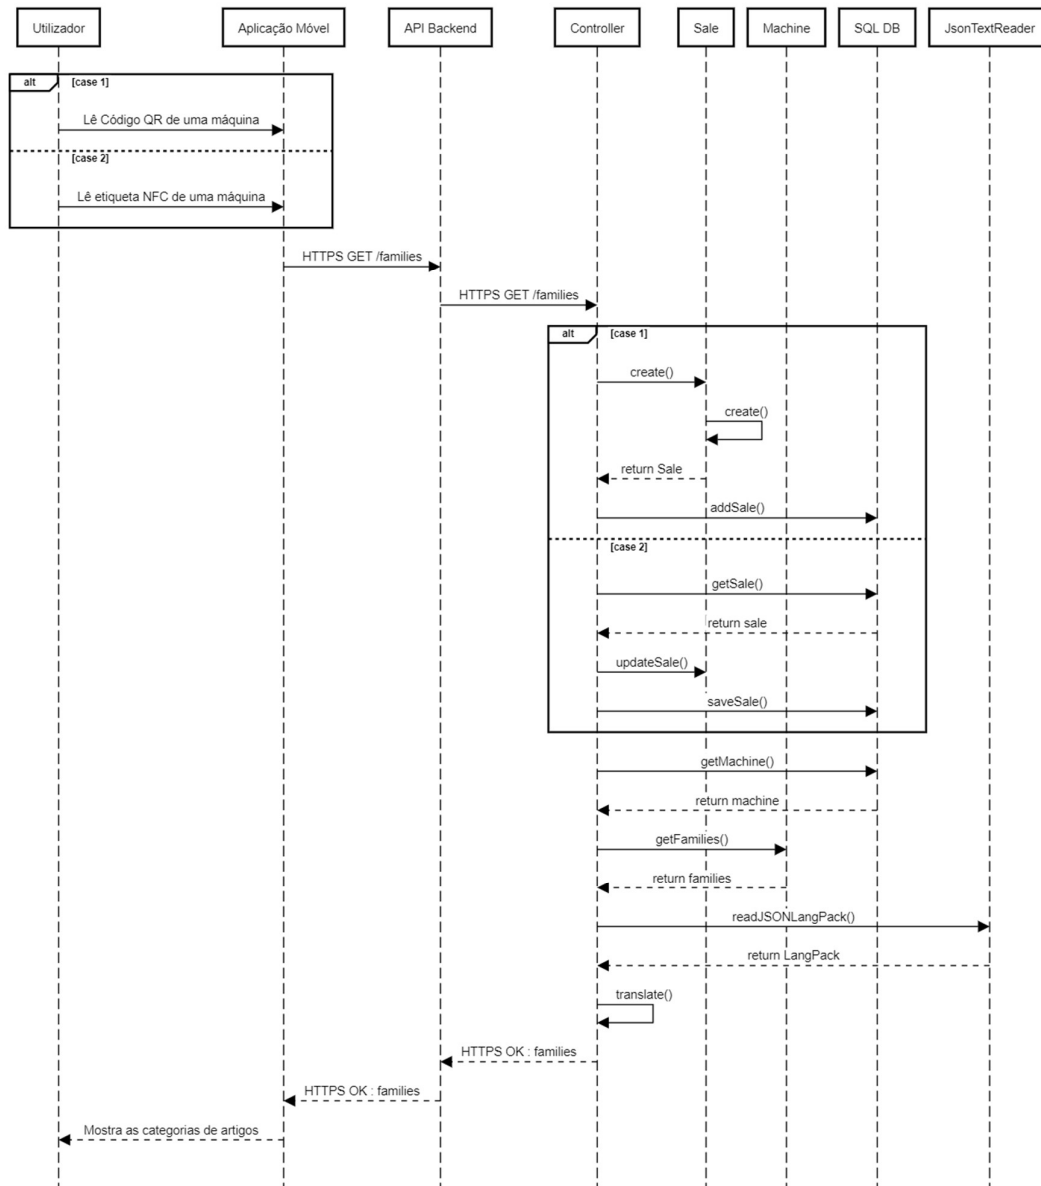 Utilizador
Aplicação Móvel
API Backend
Controller
Sale
Machine
SQL DB
JsonTextReader
alt
[case 1]
Lê Código QR de uma máquina
[case 2]
Lê etiqueta NFC de uma máquina
HTTPS GET /families
HTTPS GET /families
alt
[case 1]
create()
create()
return Sale
addSale()
[case 2]
getSale()
return sale
updateSale()
saveSale()
getMachine()
return machine
getFamilies()
return families
readJSONLangPack()
return LangPack
translate()
HTTPS OK : families
HTTPS OK : families
Mostra as categorias de artigos